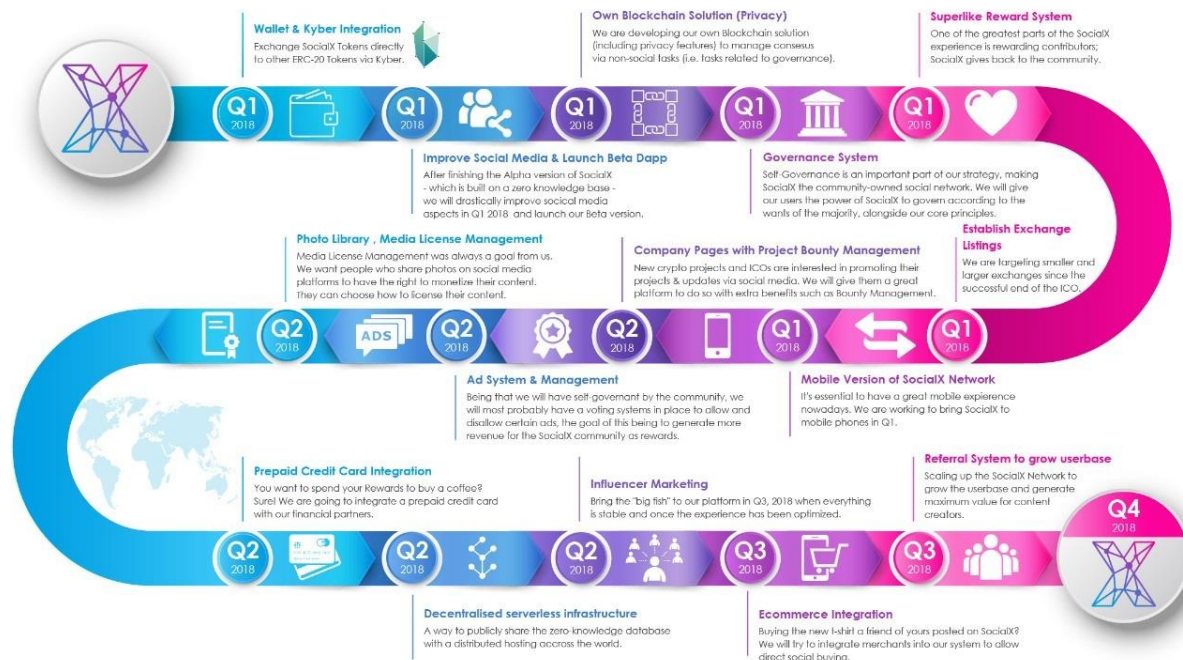 Wallet & Kyber Integration
Exchange SocialX Tokens directly
to other ERC-20 Tokens via Kyber.
Own Blockchain Solution (Privacy)
We are developing our own Blockchain solution
(including privacy features) to manage consesus
via non-social tasks (i.e. tasks related to governance).
Superlike Reward System
One of the greatest parts of the SocialX
experience is rewarding contributors;
SocialX gives back to the community.
Q1
2018
Q1
2018
Q1
2018
Q1
2018
Q1
2018
Improve Social Media & Launch Beta Dapp
After finishing the Alpha version of SocialX
- which is built on a zero knowledge base -
we will drastically improve socical media
aspects in Q1 2018 and launch our Beta version.
Governance System
Self-Governance is an important part of our strategy, making
SocialX the community-owned social network. We will give
our users the power of SocialX to govern according to the
wants of the majority, alongside our core principles.
Photo Library , Media License Management
Media License Management was always a goal from us.
We want people who share photos on social media
platforms to have the right to monetize their content.
They can choose how to license their content.
Company Pages with Project Bounty Management
New crypto projects and ICOs are interested in promoting their
projects & updates via social media. We will give them a great
platform to do so with extra benefits such as Bounty Management.
Establish Exchange
Listings
We are targeting smaller and
larger exchanges since the
successful end of the ICO.
Q2
2018
ADS
Q2
2018
Q2
2018
Q1
2018
Q1
2018
Ad System & Management
Being that we will have self-governant by the community, we
will most probably have a voting systems in place to allow and
disallow certain ads, the goal of this being to generate more
revenue for the SocialX community as rewards.
Mobile Version of SocialX Network
It's essential to have a great mobile expierence
nowadays. We are working to bring SocialX to
mobile phones in Q1.
Prepaid Credit Card Integration
You want to spend your Rewards to buy a coffee?
Sure! We are going to integrate a prepaid credit card
with our financial partners.
Influencer Marketing
Bring the "big fish" to our platform in Q3, 2018 when everything
is stable and once the experience has been optimized.
Referral System to grow userbase
Scaling up the SocialX Network to
grow the userbase and generate
maximum value for content
creators.
Q2
2018
Q2
2018
Q2
2018
Q3
2018
Q3
2018
Q4
2018
Decentralised serverless infrastructure
A way to publicly share the zero-knowledge database
with a distributed hosting accross the world.
Ecommerce Integration
Buying the new t-shirt a friend of yours posted on SocialX?
We will try to integrate merchants into our system to allow
direct social buying.